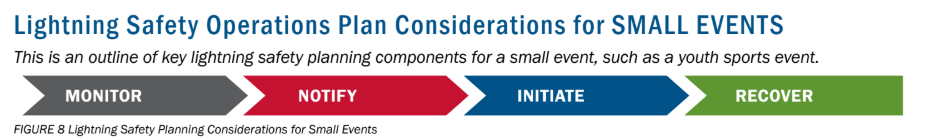 Lightning Safety Operations Plan Considerations for SMALL EVENTS
This is an outline of key lightning safety planning components for a small event, such as a youth sports event.
MONITOR NOTIFY INITIATE RECOVER
FIGURE 8 Lightning Safety Planning Considerations for Small Events